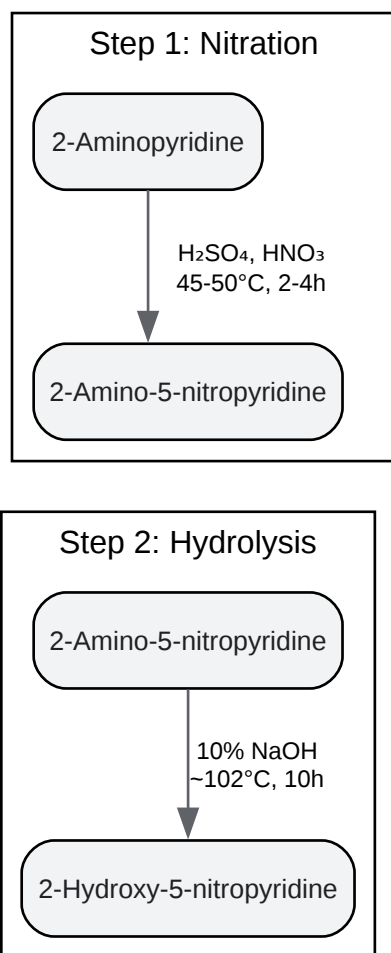 Step 1: Nitration
2-Aminopyridine
H₂SO₄, HNO₃
45-50°C, 2-4h
2-Amino-5-nitropyridine
Step 2: Hydrolysis
2-Amino-5-nitropyridine
10% NaOH
~102°C, 10h
2-Hydroxy-5-nitropyridine